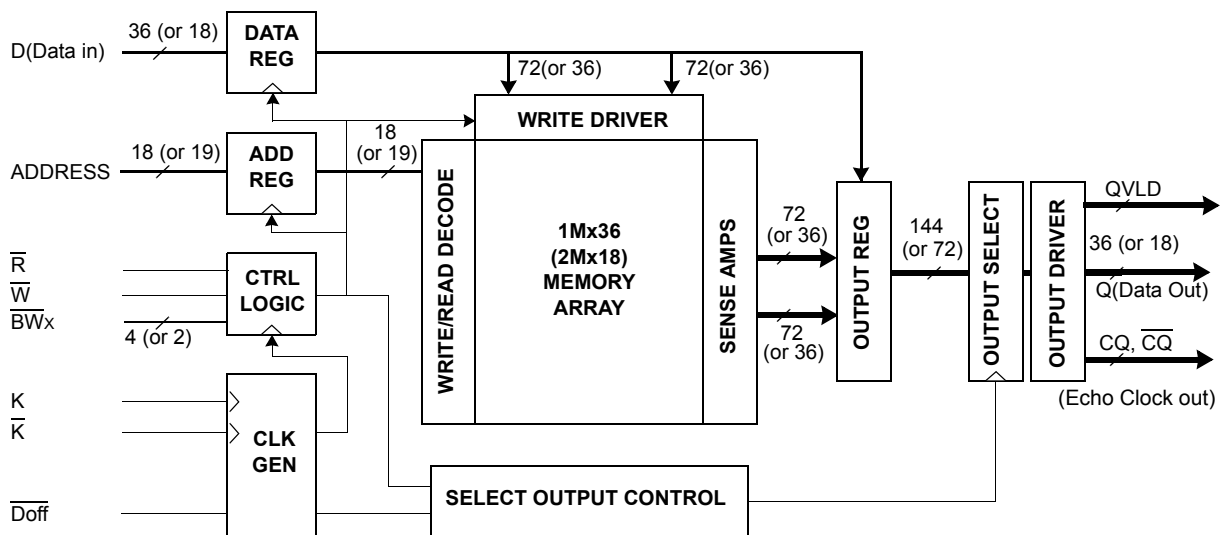 D(Data in)
36 (or 18)
DATA
REG
72(or 36)
72(or 36)
WRITE DRIVER
ADDRESS
18 (or 19)
ADD
REG
18
(or 19)
WRITE/READ DECODE
1Mx36
(2Mx18)
MEMORY
ARRAY
SENSE AMPS
72
(or 36)
72
(or 36)
OUTPUT REG
144
(or 72)
OUTPUT SELECT
OUTPUT DRIVER
QVLD
36 (or 18)
Q(Data Out)
CQ, C̅Q̅
(Echo Clock out)
R̅
W̅
B̅W̅x
4 (or 2)
CTRL
LOGIC
K
K̅
CLK
GEN
D̅o̅f̅f̅
SELECT OUTPUT CONTROL